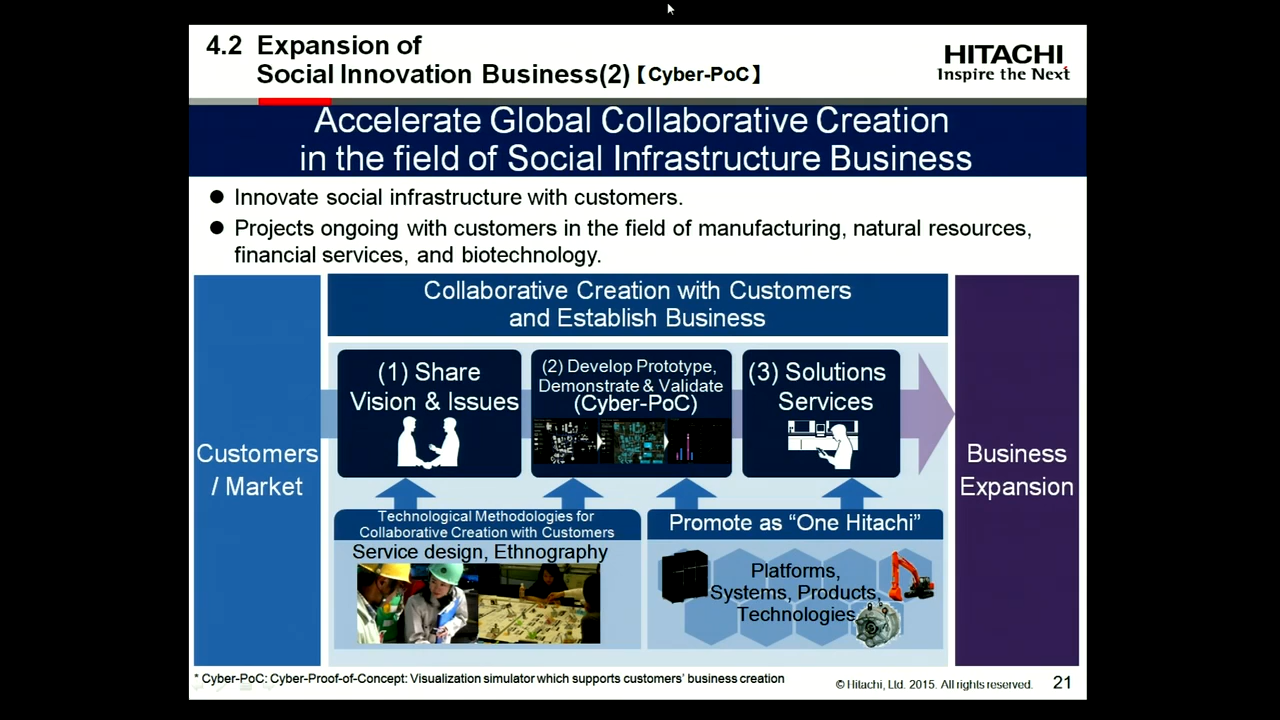 4.2 Expansion of
Social Innovation Business(2)【Cyber-PoC】
HITACHI
Inspire the Next
Accelerate Global Collaborative Creation
in the field of Social Infrastructure Business
● Innovate social infrastructure with customers.
● Projects ongoing with customers in the field of manufacturing, natural resources,
financial services, and biotechnology.
Customers
/ Market
Collaborative Creation with Customers
and Establish Business
(1) Share
Vision & Issues
(2) Develop Prototype,
Demonstrate & Validate
(Cyber-PoC)
(3) Solutions
Services
Business
Expansion
Technological Methodologies for
Collaborative Creation with Customers
Service design, Ethnography
Promote as “One Hitachi”
Platforms,
Systems, Products,
Technologies
* Cyber-PoC: Cyber-Proof-of-Concept: Visualization simulator which supports customers’ business creation
© Hitachi, Ltd. 2015. All rights reserved.
21